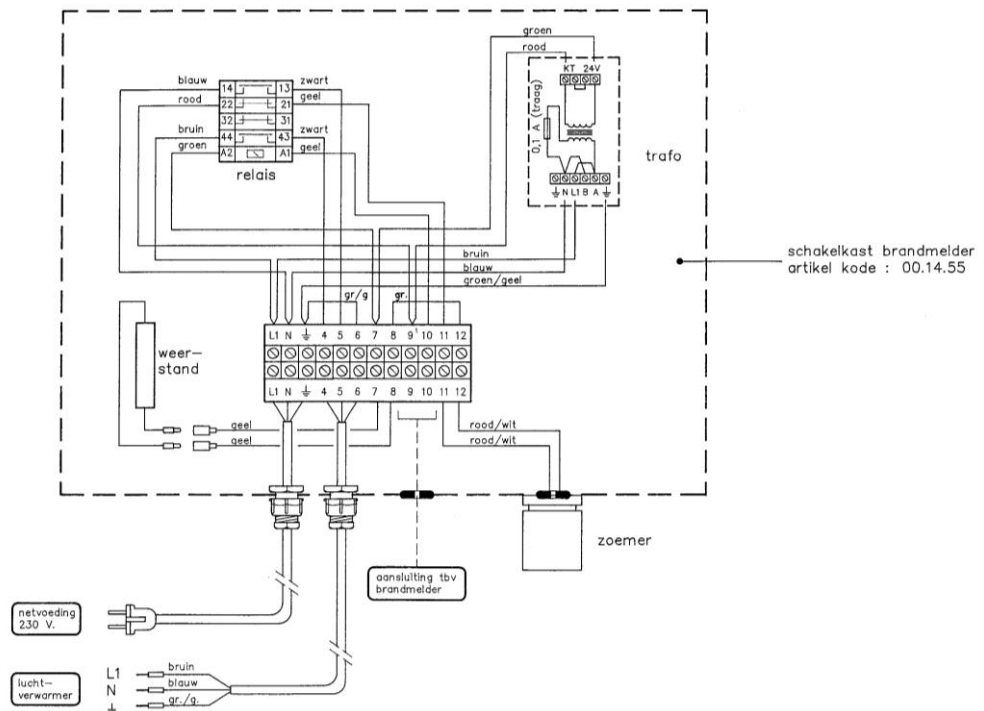 groen
rood
KT 24V
0,1 A (traag)
N L1 B A
trafo
blauw 14 13 zwart
rood 22 21 geel
32 31
bruin 44 43 zwart
groen A2 A1 geel
relais
bruin
blauw
groen/geel
schakelkast brandmelder
artikel kode : 00.14.55
gr/g
gr.
L1 N 4 5 6 7 8 9 10 11 12
L1 N 4 5 6 7 8 9 10 11 12
weer-
stand
geel
geel
rood/wit
rood/wit
zoemer
aansluiting tbv
brandmelder
netvoeding
230 V.
lucht-
verwarmer
L1 bruin
N blauw
gr./g.